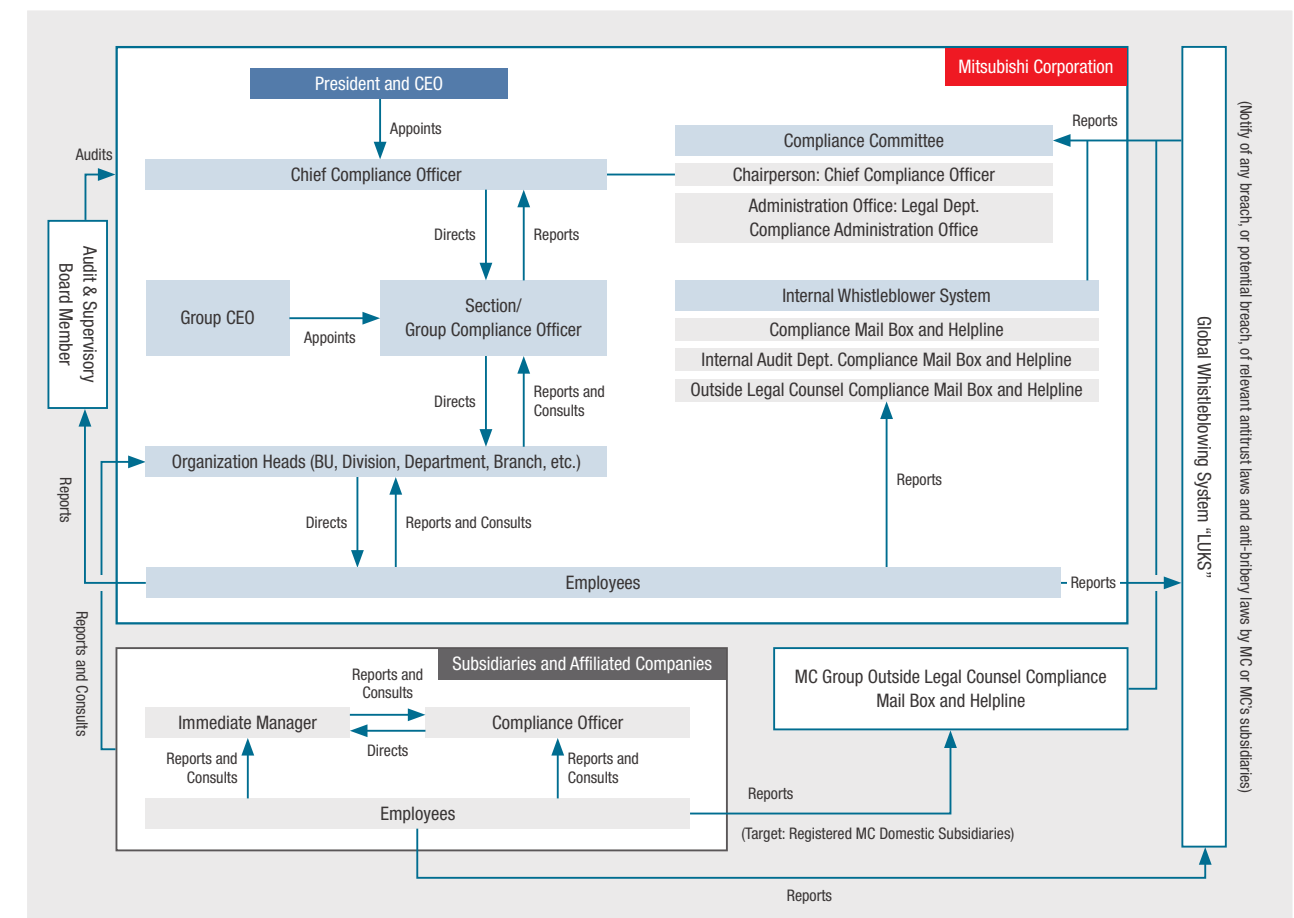 Mitsubishi Corporation
President and CEO
Appoints
Reports
Compliance Committee
Audits
Chief Compliance Officer
Chairperson: Chief Compliance Officer
Administration Office: Legal Dept.
Compliance Administration Office
Directs
Reports
Audit & Supervisory
Board Member
Group CEO
Appoints
Section/
Group Compliance Officer
Internal Whistleblower System
Compliance Mail Box and Helpline
Internal Audit Dept. Compliance Mail Box and Helpline
Outside Legal Counsel Compliance Mail Box and Helpline
Directs
Reports and
Consults
Organization Heads (BU, Division, Department, Branch, etc.)
Reports
Reports
Directs
Reports and Consults
Employees
Reports
Global Whistleblowing System “LUKS”
(Notify of any breach, or potential breach, of relevant antitrust laws and anti-bribery laws by MC or MC's subsidiaries)
Reports and Consults
Subsidiaries and Affiliated Companies
Reports and
Consults
Immediate Manager
Compliance Officer
Directs
Reports and
Consults
Reports and
Consults
Employees
MC Group Outside Legal Counsel Compliance
Mail Box and Helpline
Reports
(Target: Registered MC Domestic Subsidiaries)
Reports